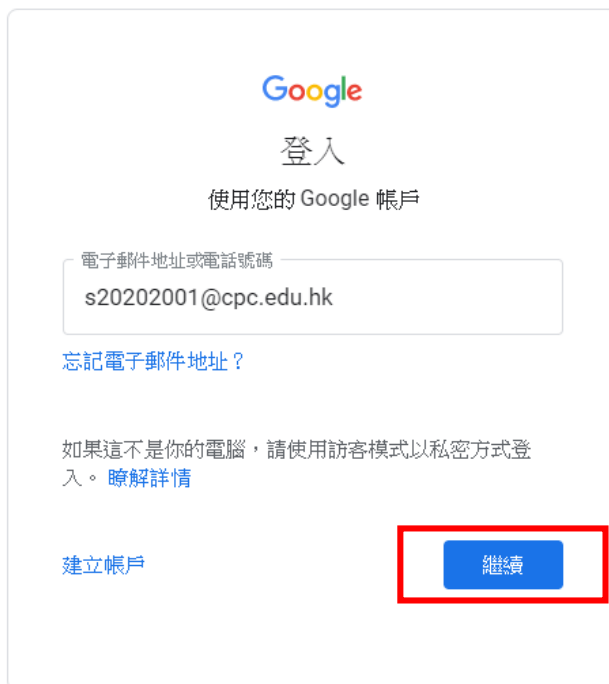 Google
登入
使用您的 Google 帳戶
電子郵件地址或電話號碼
s20202001@cpc.edu.hk
忘記電子郵件地址？
如果這不是你的電腦，請使用訪客模式以私密方式登
入。 瞭解詳情
建立帳戶
繼續